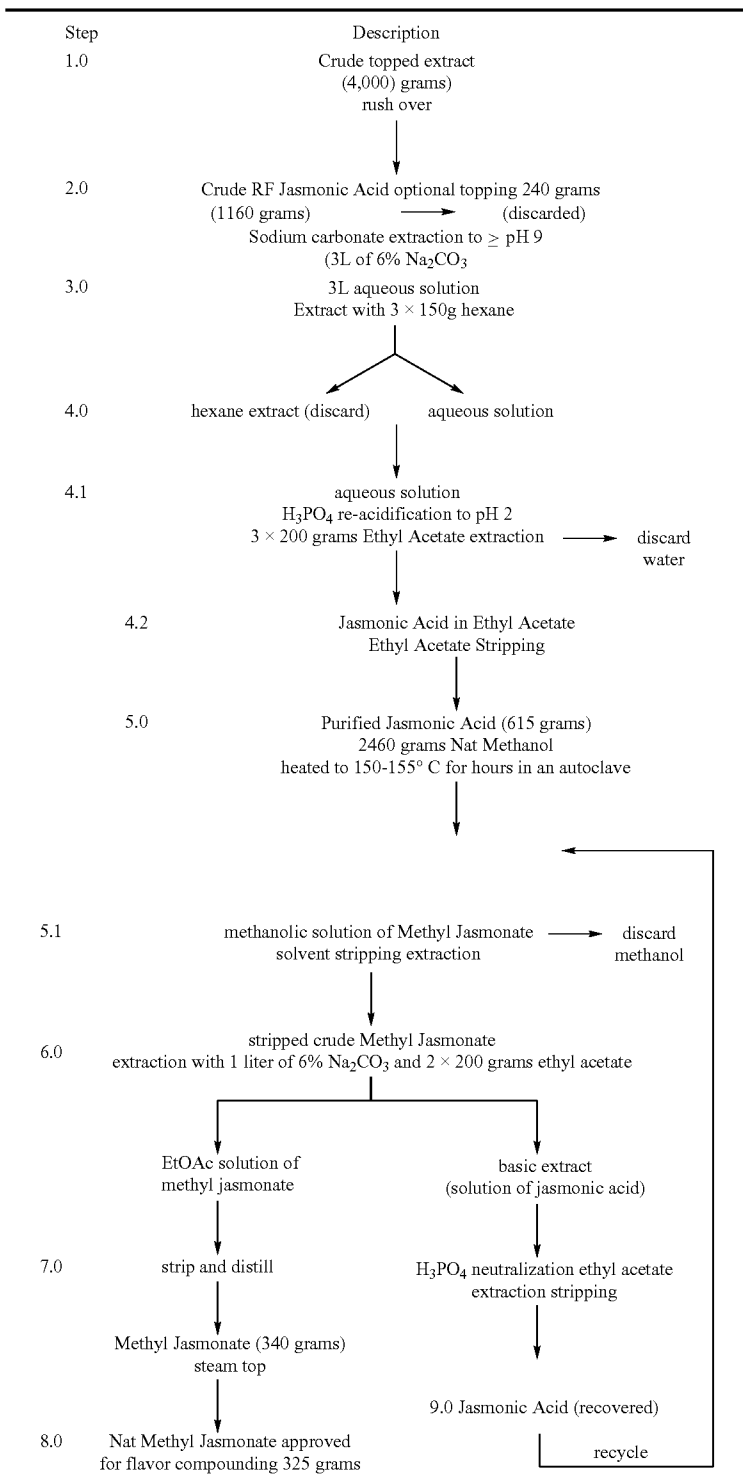 Step Description
1.0 Crude topped extract
(4,000) grams)
rush over
2.0 Crude RF Jasmonic Acid optional topping 240 grams
(1160 grams) (discarded)
Sodium carbonate extraction to ≥ pH 9
(3L of 6% Na₂CO₃
3.0 3L aqueous solution
Extract with 3 × 150g hexane
4.0 hexane extract (discard) aqueous solution
4.1 aqueous solution
H₃PO₄ re-acidification to pH 2
3 × 200 grams Ethyl Acetate extraction discard
water
4.2 Jasmonic Acid in Ethyl Acetate
Ethyl Acetate Stripping
5.0 Purified Jasmonic Acid (615 grams)
2460 grams Nat Methanol
heated to 150-155° C for hours in an autoclave
5.1 methanolic solution of Methyl Jasmonate discard
solvent stripping extraction methanol
6.0 stripped crude Methyl Jasmonate
extraction with 1 liter of 6% Na₂CO₃ and 2 × 200 grams ethyl acetate
EtOAc solution of
methyl jasmonate
basic extract
(solution of jasmonic acid)
7.0 strip and distill
H₃PO₄ neutralization ethyl acetate
extraction stripping
Methyl Jasmonate (340 grams)
steam top
9.0 Jasmonic Acid (recovered)
8.0 Nat Methyl Jasmonate approved
for flavor compounding 325 grams
recycle